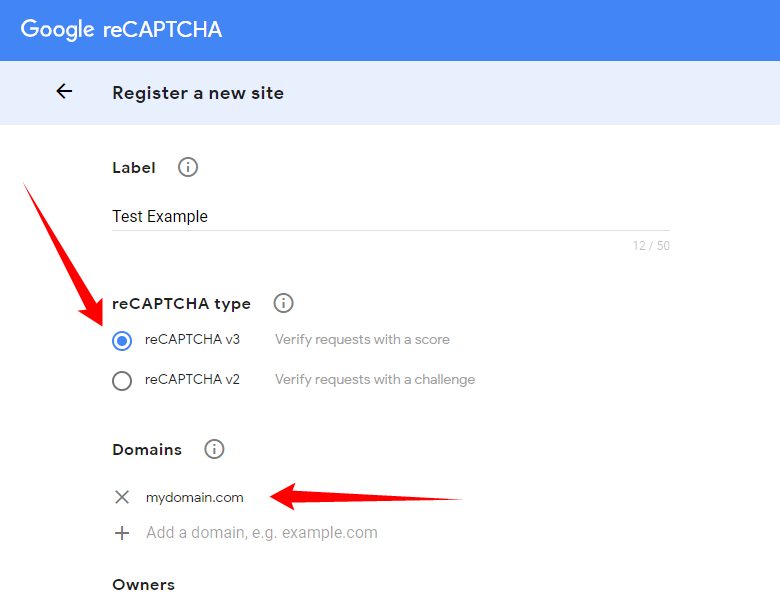 Google reCAPTCHA
Register a new site
Label
Test Example
12 / 50
reCAPTCHA type
reCAPTCHA v3 Verify requests with a score
reCAPTCHA v2 Verify requests with a challenge
Domains
mydomain.com
Add a domain, e.g. example.com
Owners